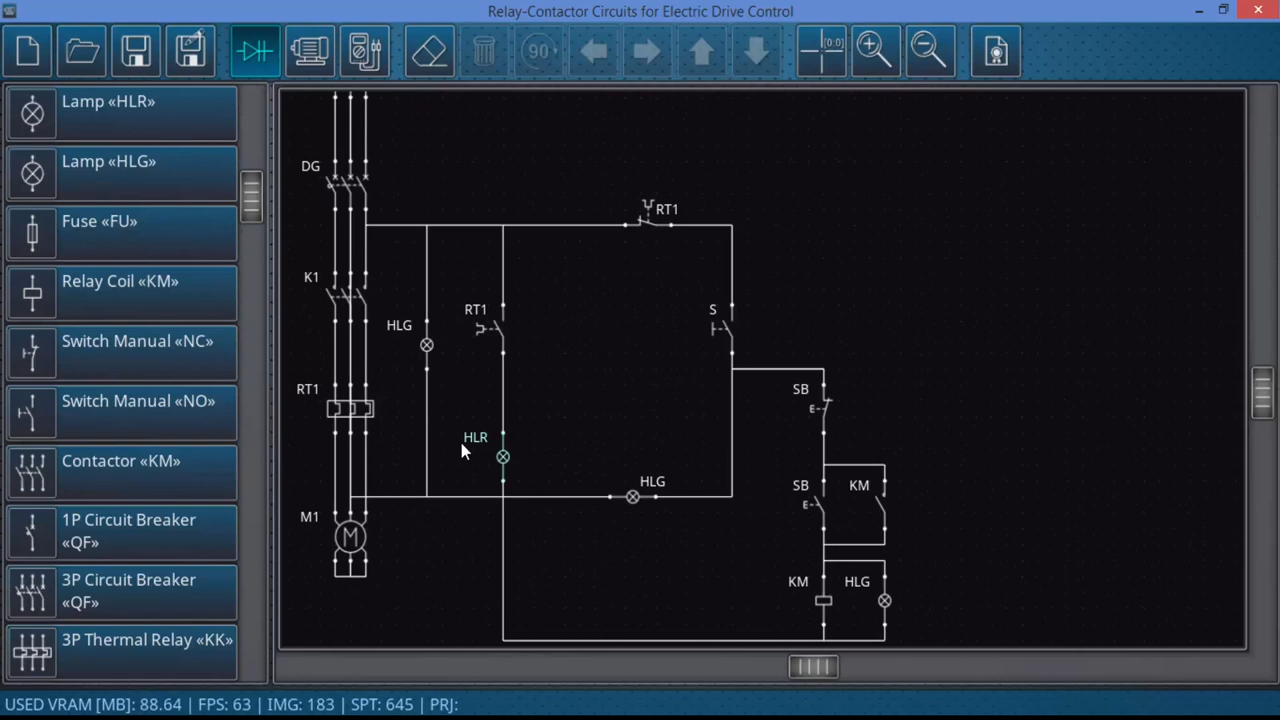 Relay-Contactor Circuits for Electric Drive Control
90
[0:0]
Lamp «HLR»
Lamp «HLG»
Fuse «FU»
Relay Coil «KM»
Switch Manual «NC»
Switch Manual «NO»
Contactor «KM»
1P Circuit Breaker
«QF»
3P Circuit Breaker
«QF»
3P Thermal Relay «KK»
DG
RT1
K1
RT1
S
HLG
RT1
SB
HLR
HLG
SB
KM
M1
M
KM
HLG
E
E
USED VRAM [MB]: 88.64 | FPS: 63 | IMG: 183 | SPT: 645 | PRJ: